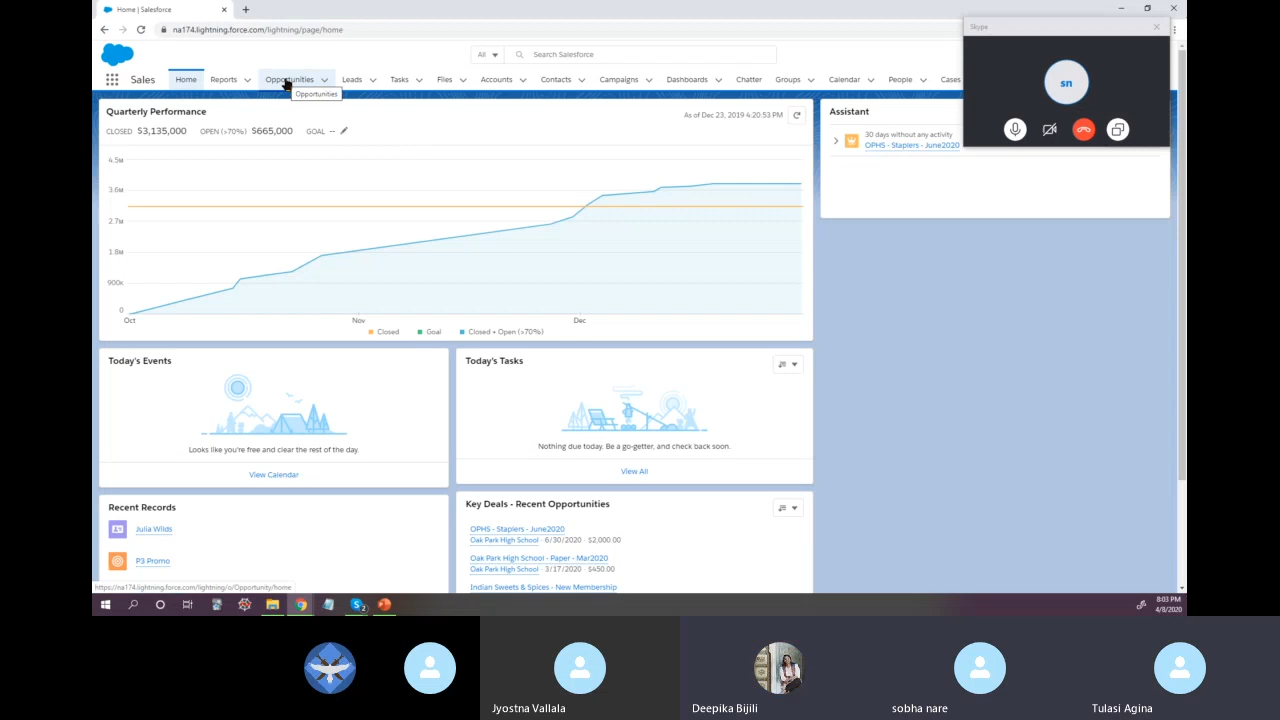 Home | Salesforce
na174.lightning.force.com/lightning/page/home
All
Search Salesforce
Skype
sn
Sales
Home
Reports
Opportunities
Leads
Tasks
Files
Accounts
Contacts
Campaigns
Dashboards
Chatter
Groups
Calendar
People
Cases
Opportunities
Quarterly Performance
As of Dec 23, 2019 4:20:53 PM
CLOSED $3,135,000 OPEN (>70%) $665,000 GOAL --
4.5M
3.6M
2.7M
1.8M
900K
0
Oct
Nov
Dec
Closed
Goal
Closed + Open (>70%)
Assistant
30 days without any activity
OPHS - Staplers - June2020
Today's Events
Looks like you're free and clear the rest of the day.
View Calendar
Today's Tasks
Nothing due today. Be a go-getter, and check back soon.
View All
Recent Records
Julia Wilds
P3 Promo
Key Deals - Recent Opportunities
OPHS - Staplers - June2020
Oak Park High School · 6/30/2020 · $2,000.00
Oak Park High School - Paper - Mar2020
Oak Park High School · 3/17/2020 · $450.00
Indian Sweets & Spices - New Membership
https://na174.lightning.force.com/lightning/o/Opportunity/home
2
8:03 PM
4/8/2020
Jyostna Vallala
Deepika Bijili
sobha nare
Tulasi Agina